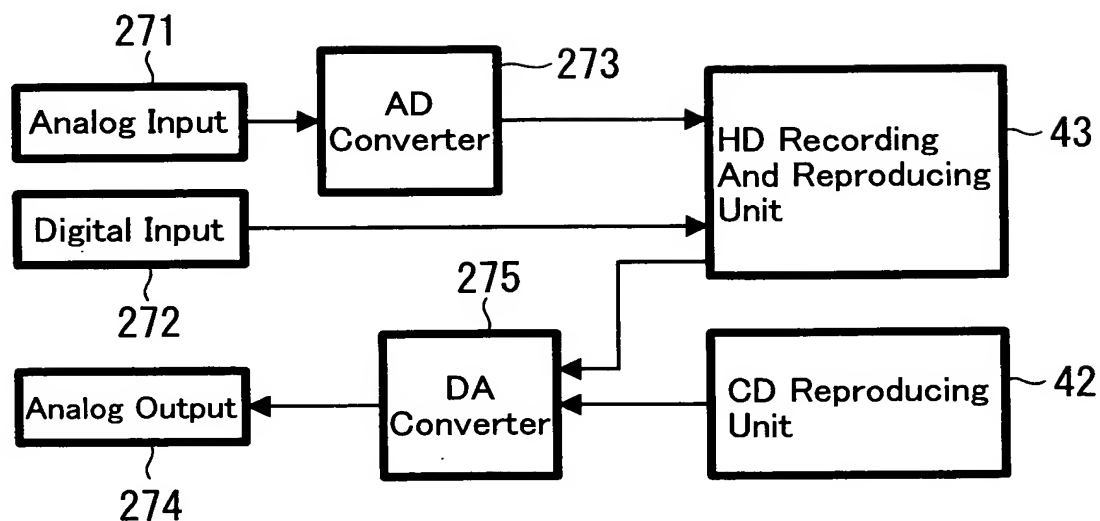 271
273
Analog Input
AD
Converter
HD Recording
And Reproducing
Unit
43
Digital Input
272
275
Analog Output
274
DA
Converter
CD Reproducing
Unit
42